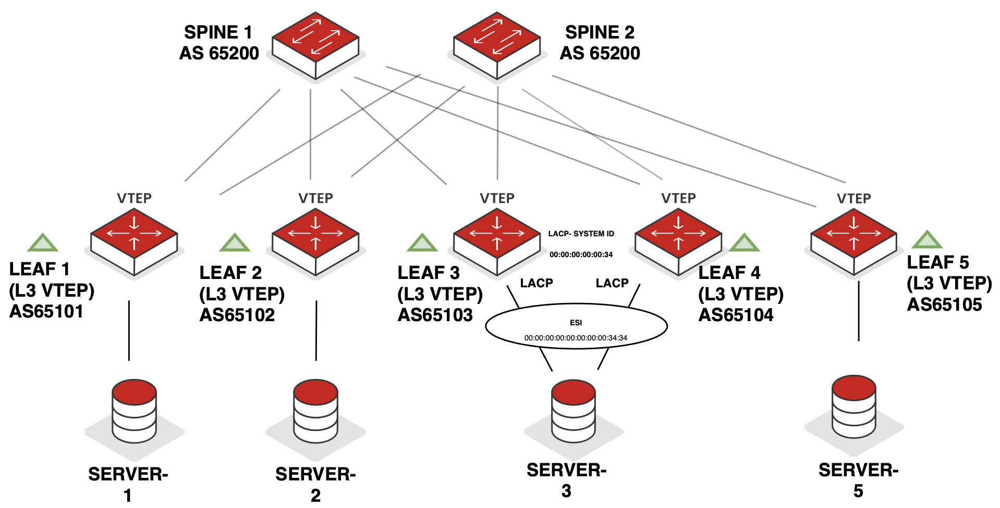 SPINE 1
AS 65200
SPINE 2
AS 65200
VTEP
VTEP
VTEP
VTEP
VTEP
LEAF 1
(L3 VTEP)
AS65101
LEAF 2
(L3 VTEP)
AS65102
LEAF 3
(L3 VTEP)
AS65103
LACP- SYSTEM ID
00:00:00:00:00:34
LEAF 4
(L3 VTEP)
AS65104
LEAF 5
(L3 VTEP)
AS65105
LACP
LACP
ESI
00:00:00:00:00:00:00:00:34:34
SERVER-
1
SERVER-
2
SERVER-
3
SERVER-
5